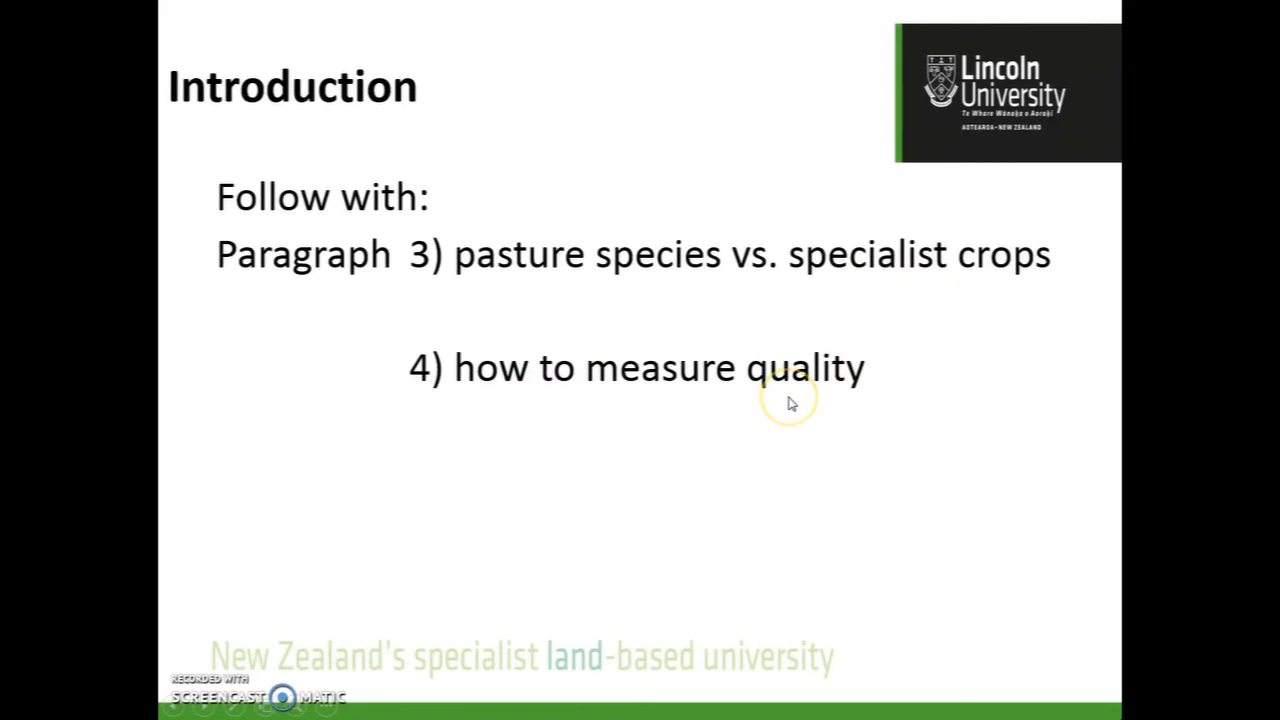 Introduction
Lincoln
University
Te Whare Wānaka o Aoraki
AOTEAROA • NEW ZEALAND
Follow with:
Paragraph 3) pasture species vs. specialist crops
4) how to measure quality
New Zealand's specialist land-based university
RECORDED WITH
SCREENCAST MATIC